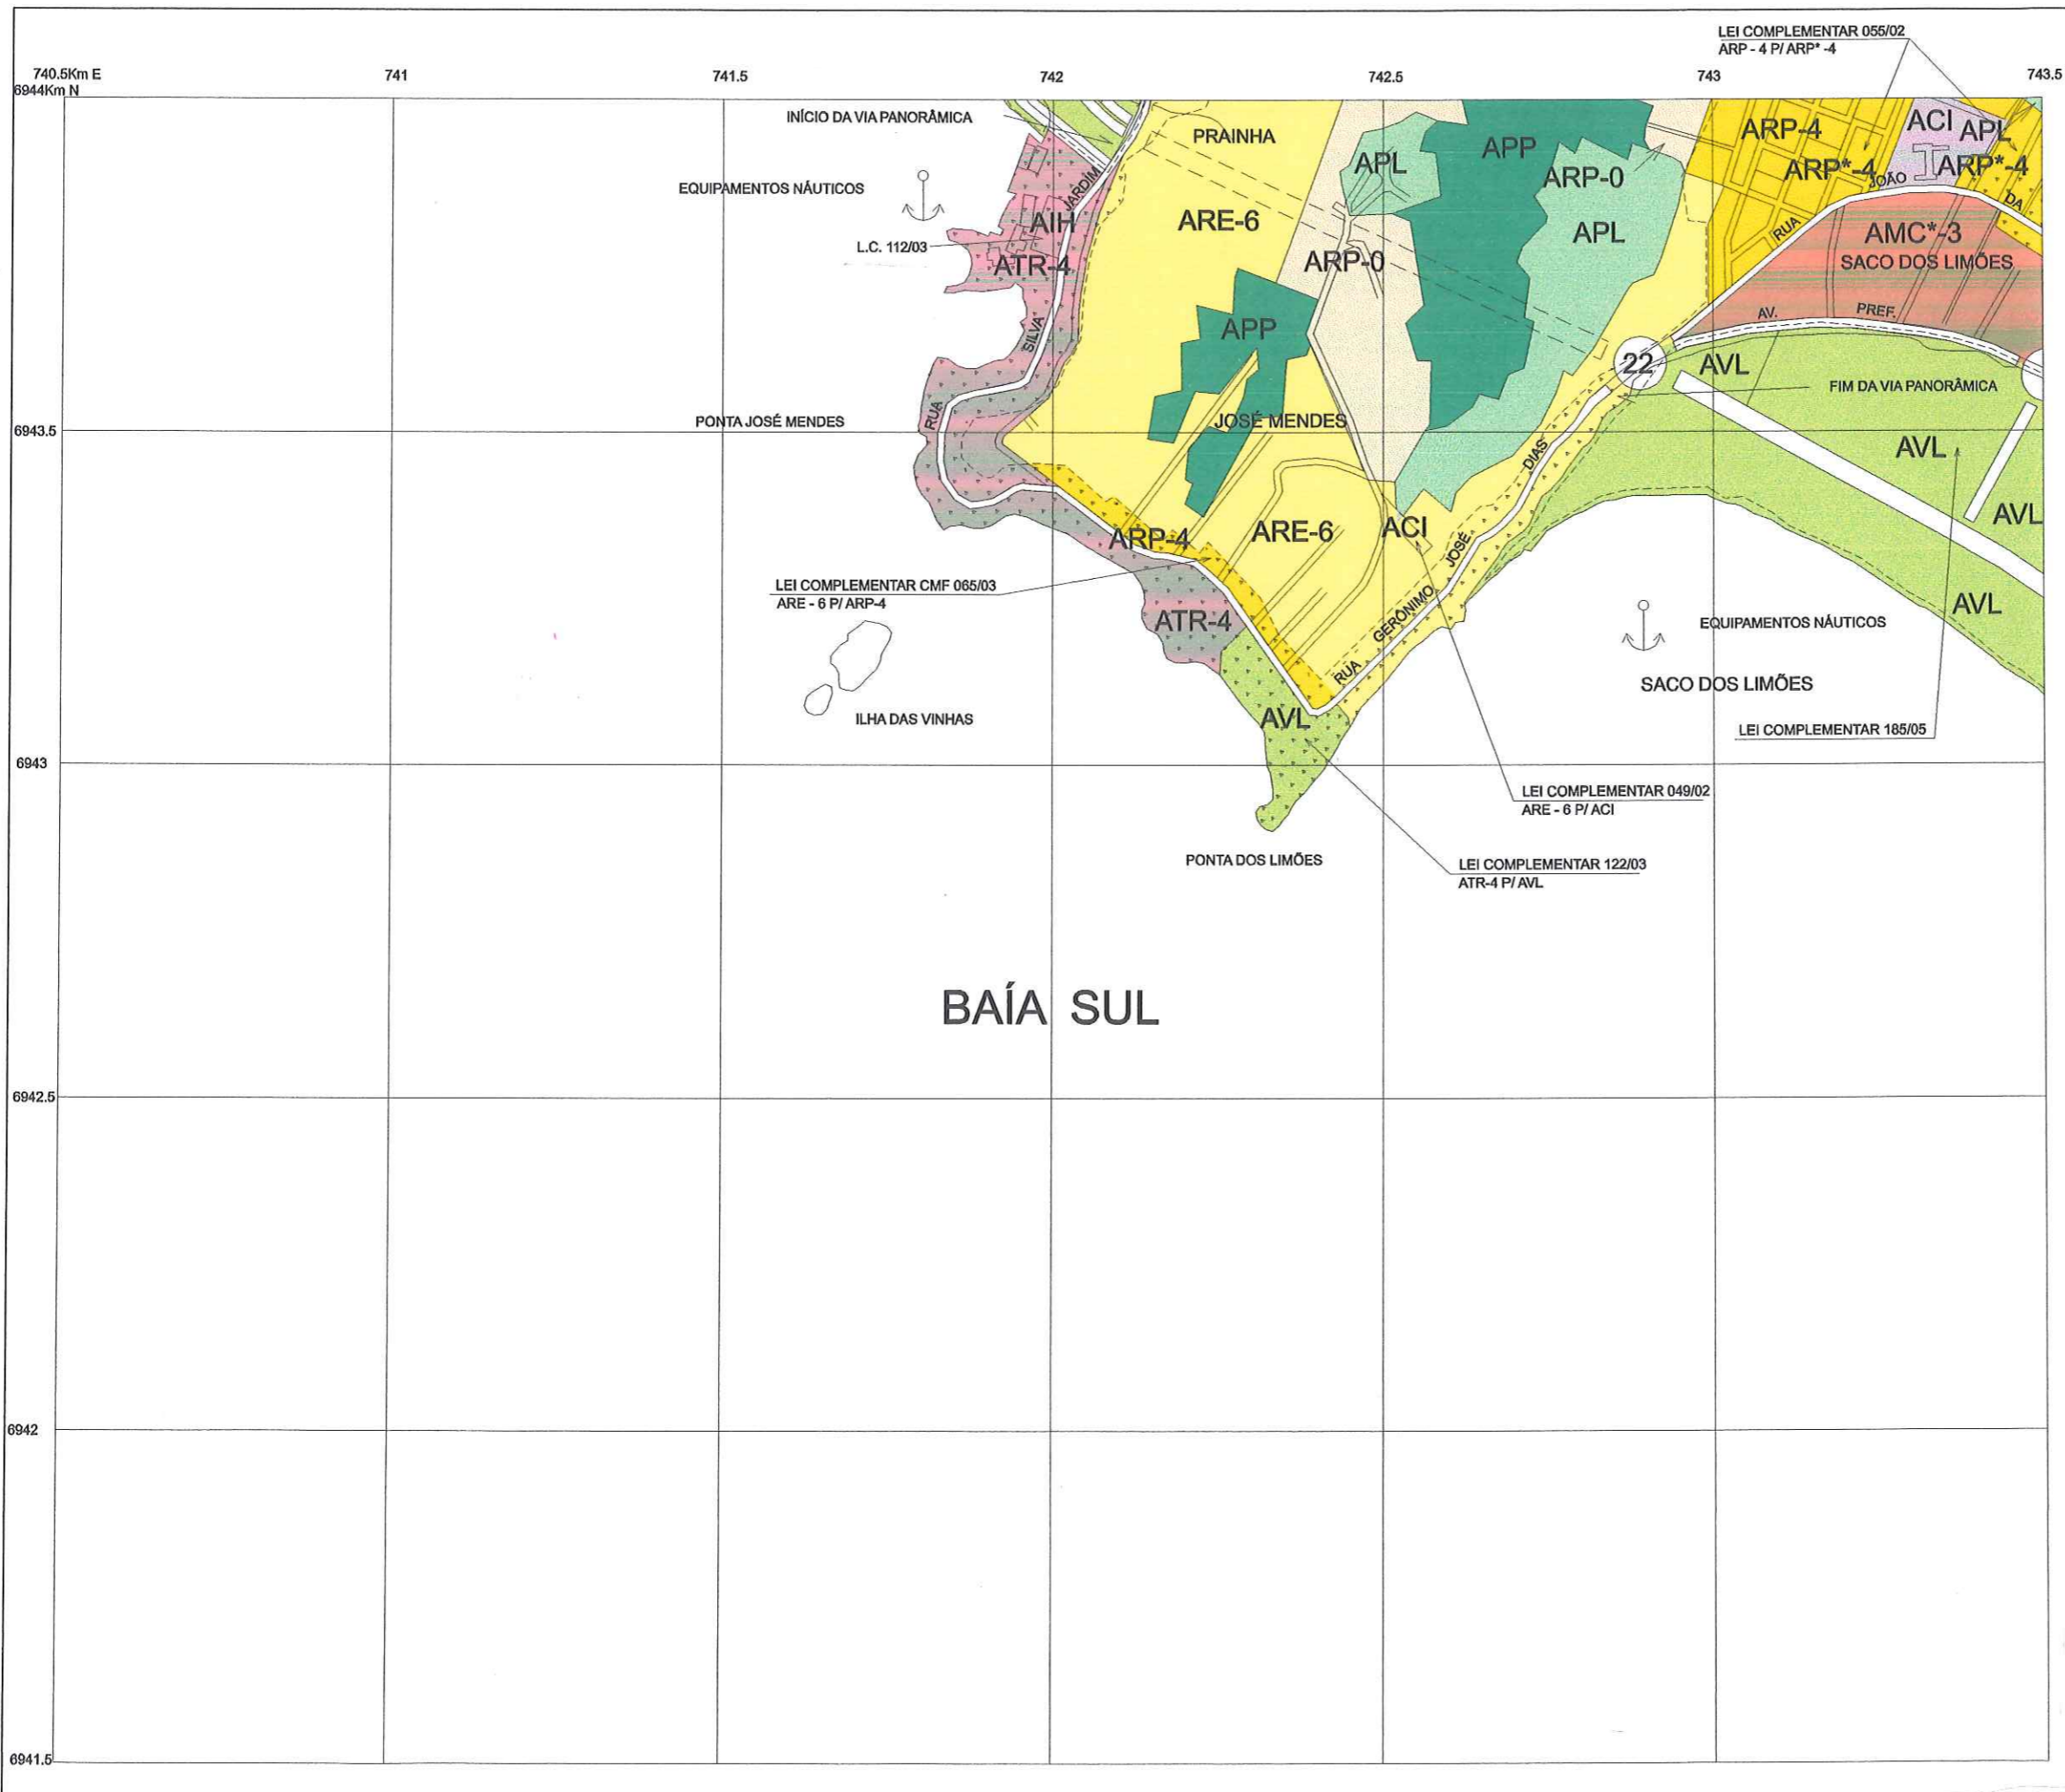 LEI COMPLEMENTAR 055/02
ARP - 4 P/ ARP* -4
740.5Km E
741
741.5
742
742.5
743
743.5
6944Km N
INÍCIO DA VIA PANORÂMICA
PRAINHA
EQUIPAMENTOS NÁUTICOS
JARDIM
AIH
L.C. 112/03
ATR-4
SILVA
RUA
ARE-6
APL
APP
ARP-0
APL
ARP-0
ARP-4
ARP*-4
ACI
APL
ARP*-4
RUA
JOÃO
DA
AMC*-3
SACO DOS LIMÕES
AV.
PREF.
APP
22
AVL
FIM DA VIA PANORÂMICA
6943.5
PONTA JOSÉ MENDES
JOSÉ MENDES
AVL
AVL
AVL
ARP-4
ARE-6
ACI
RUA
GERÔNIMO
JOSÉ
DIAS
LEI COMPLEMENTAR CMF 065/03
ARE - 6 P/ ARP-4
ATR-4
EQUIPAMENTOS NÁUTICOS
SACO DOS LIMÕES
ILHA DAS VINHAS
AVL
LEI COMPLEMENTAR 185/05
6943
LEI COMPLEMENTAR 049/02
ARE - 6 P/ ACI
PONTA DOS LIMÕES
LEI COMPLEMENTAR 122/03
ATR-4 P/ AVL
BAÍA SUL
6942.5
6942
6941.5